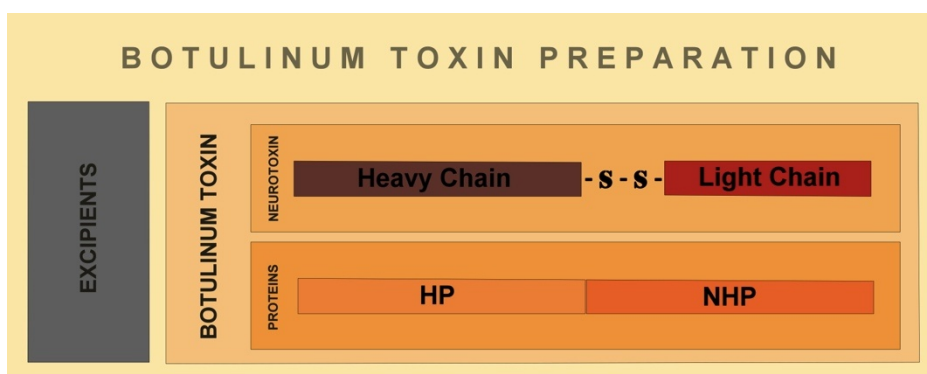 BOTULINUM TOXIN PREPARATION
EXCIPIENTS
BOTULINUM TOXIN
NEUROTOXIN
Heavy Chain - S - S - Light Chain
PROTEINS
HP NHP